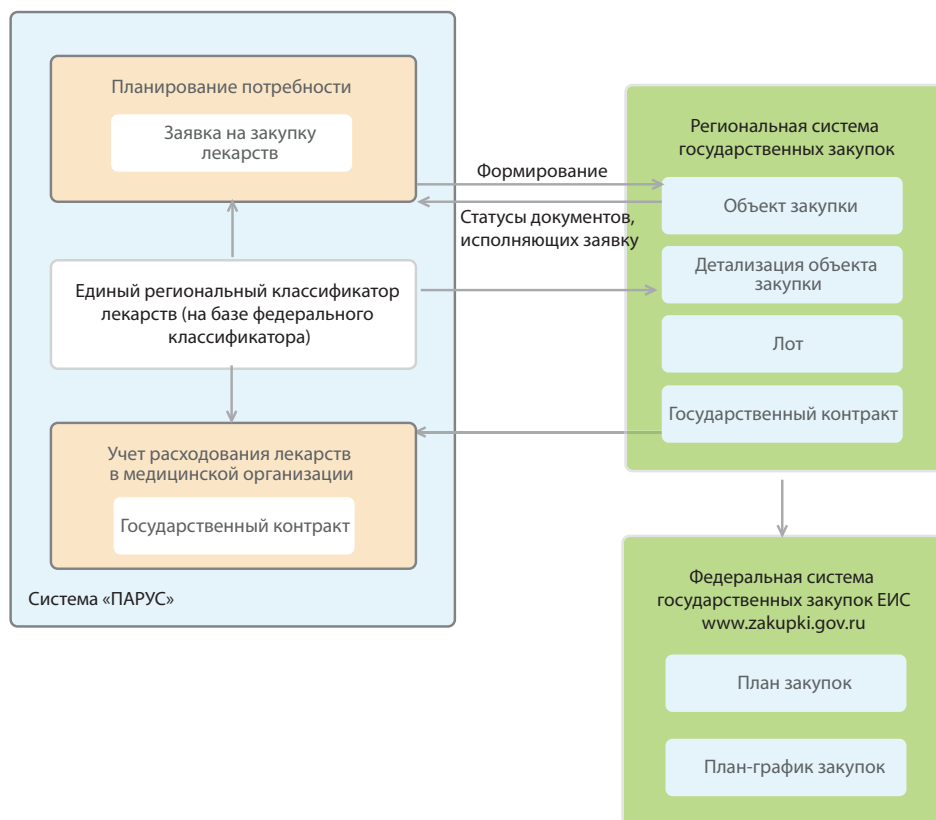 Планирование потребности
Заявка на закупку
лекарств
Единый региональный классификатор
лекарств (на базе федерального
классификатора)
Учет расходования лекарств
в медицинской организации
Государственный контракт
Система «ПАРУС»
Формирование
Статусы документов,
исполняющих заявку
Региональная система
государственных закупок
Объект закупки
Детализация объекта
закупки
Лот
Государственный контракт
Федеральная система
государственных закупок ЕИС
www.zakupki.gov.ru
План закупок
План-график закупок